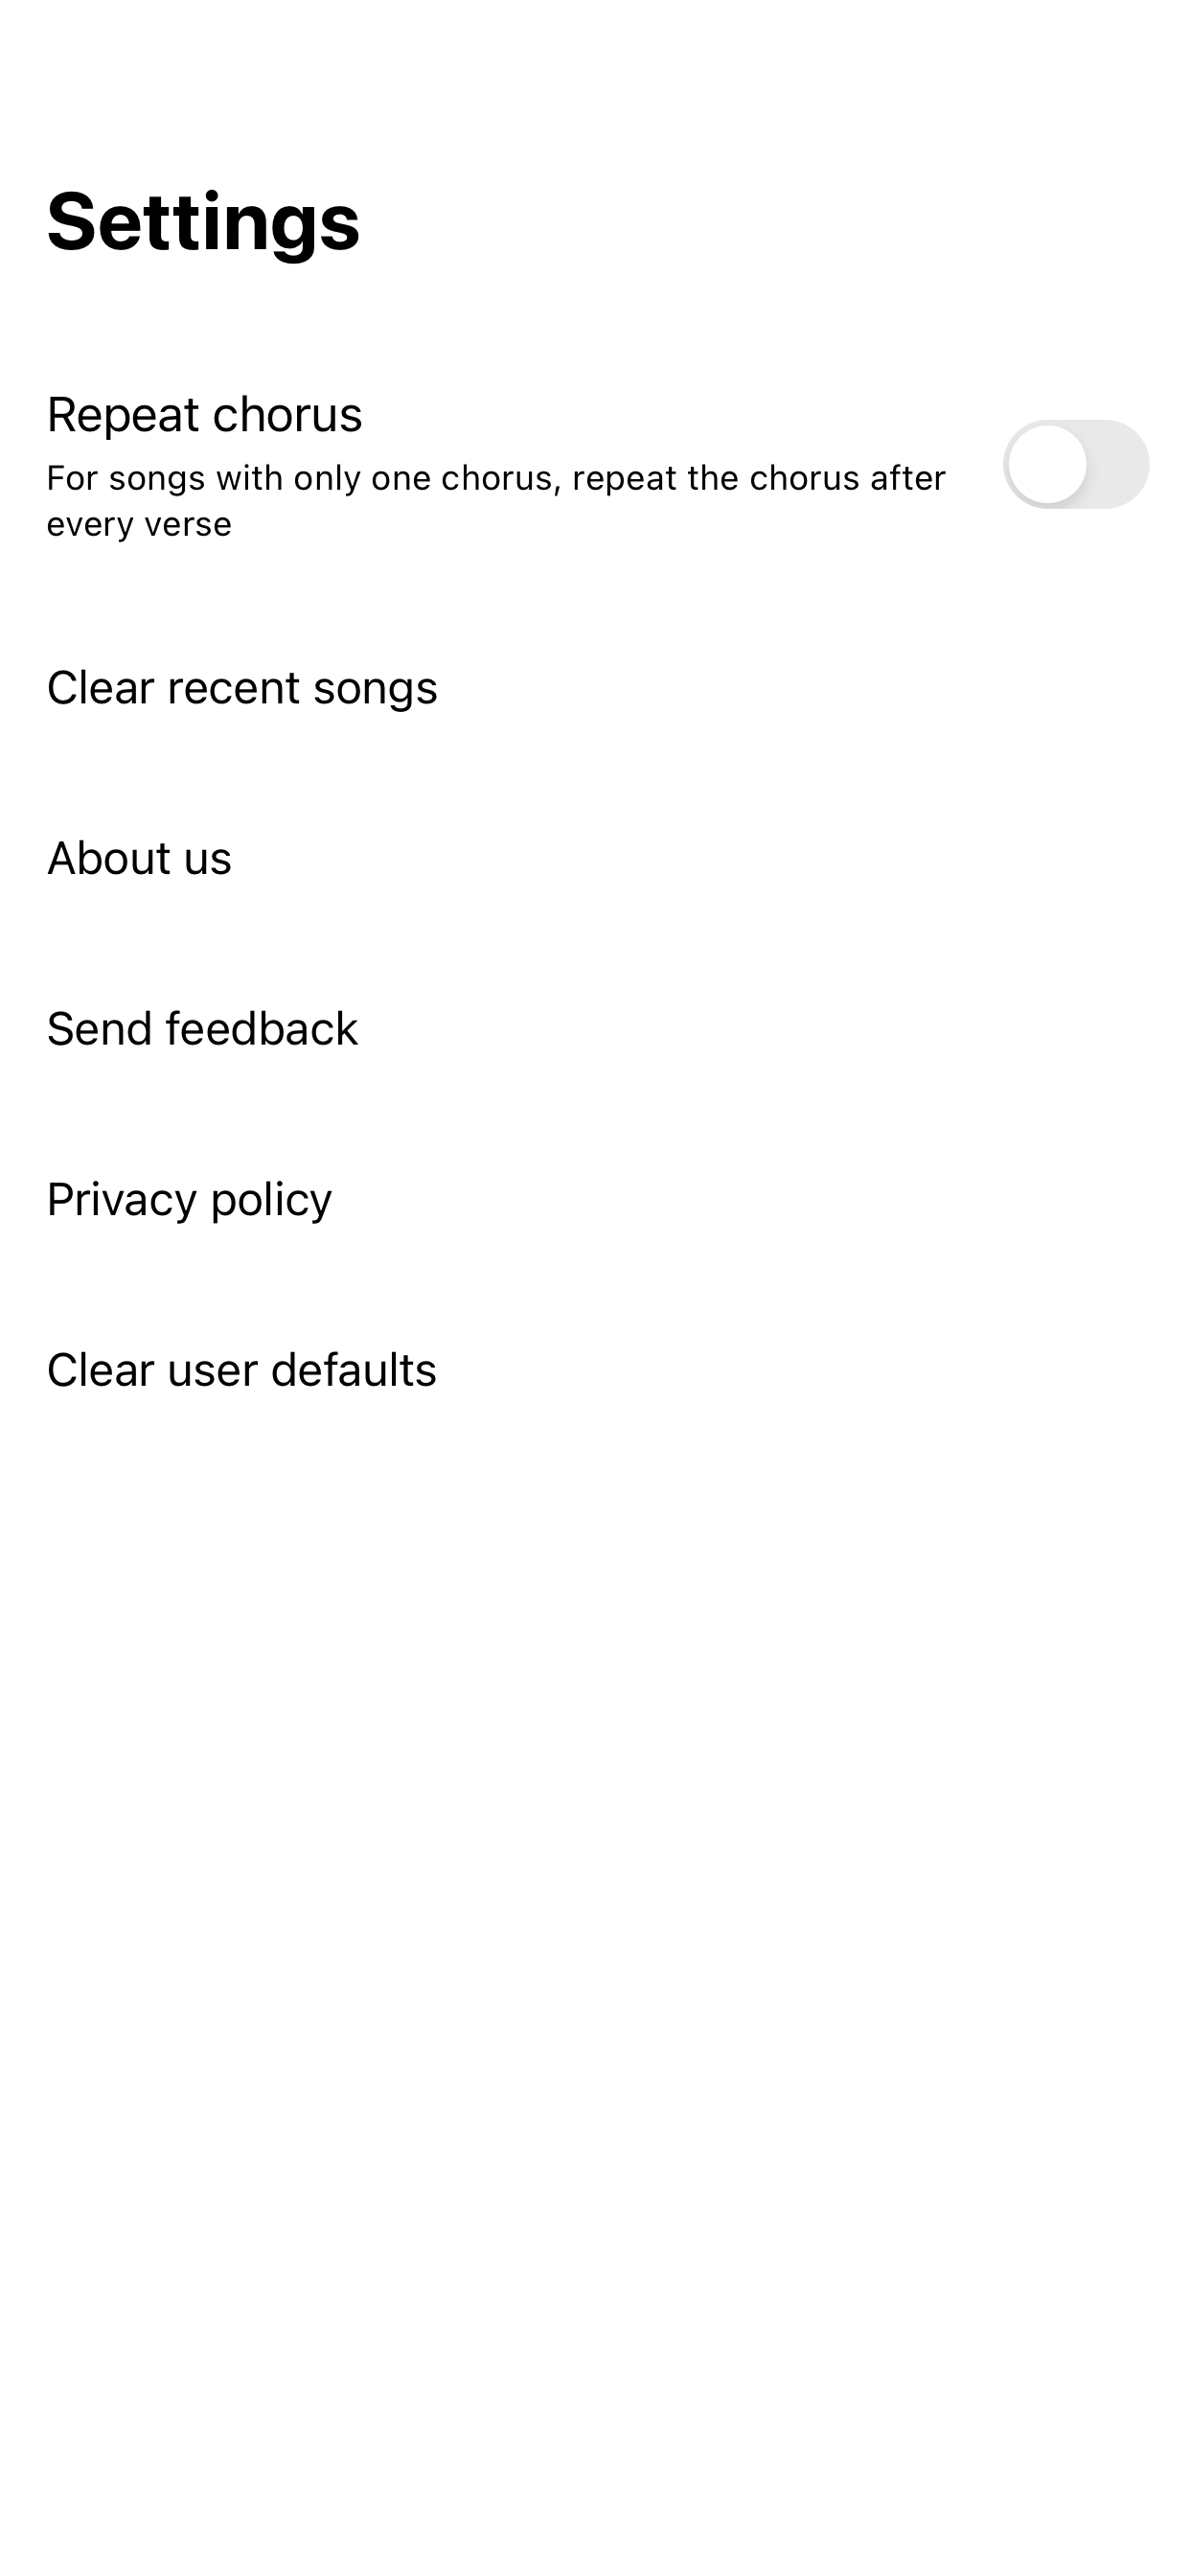 Settings
Repeat chorus
For songs with only one chorus, repeat the chorus after
every verse
Clear recent songs
About us
Send feedback
Privacy policy
Clear user defaults